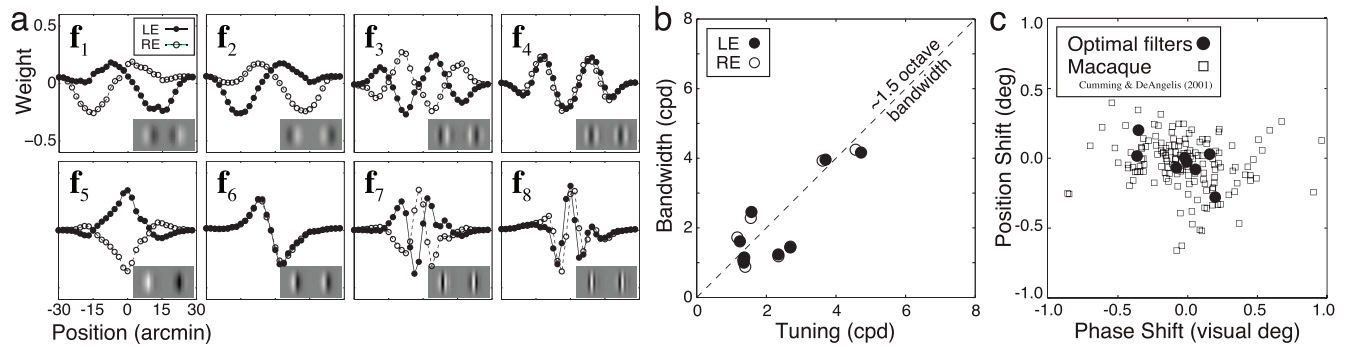 a
0.5
0
−0.5
Weight
f1
LE
RE
f2
f3
f4
f5
f6
f7
f8
-30 -15 0 15 30
Position (arcmin)
b
8
6
4
2
0
Bandwidth (cpd)
LE
RE
~1.5 octave
bandwidth
0 2 4 6 8
Tuning (cpd)
c
1.0
0.5
0.0
-0.5
-1.0
Position Shift (deg)
Optimal filters
Macaque
Cumming & DeAngelis (2001)
-1.0 -0.5 0.0 0.5 1.0
Phase Shift (visual deg)